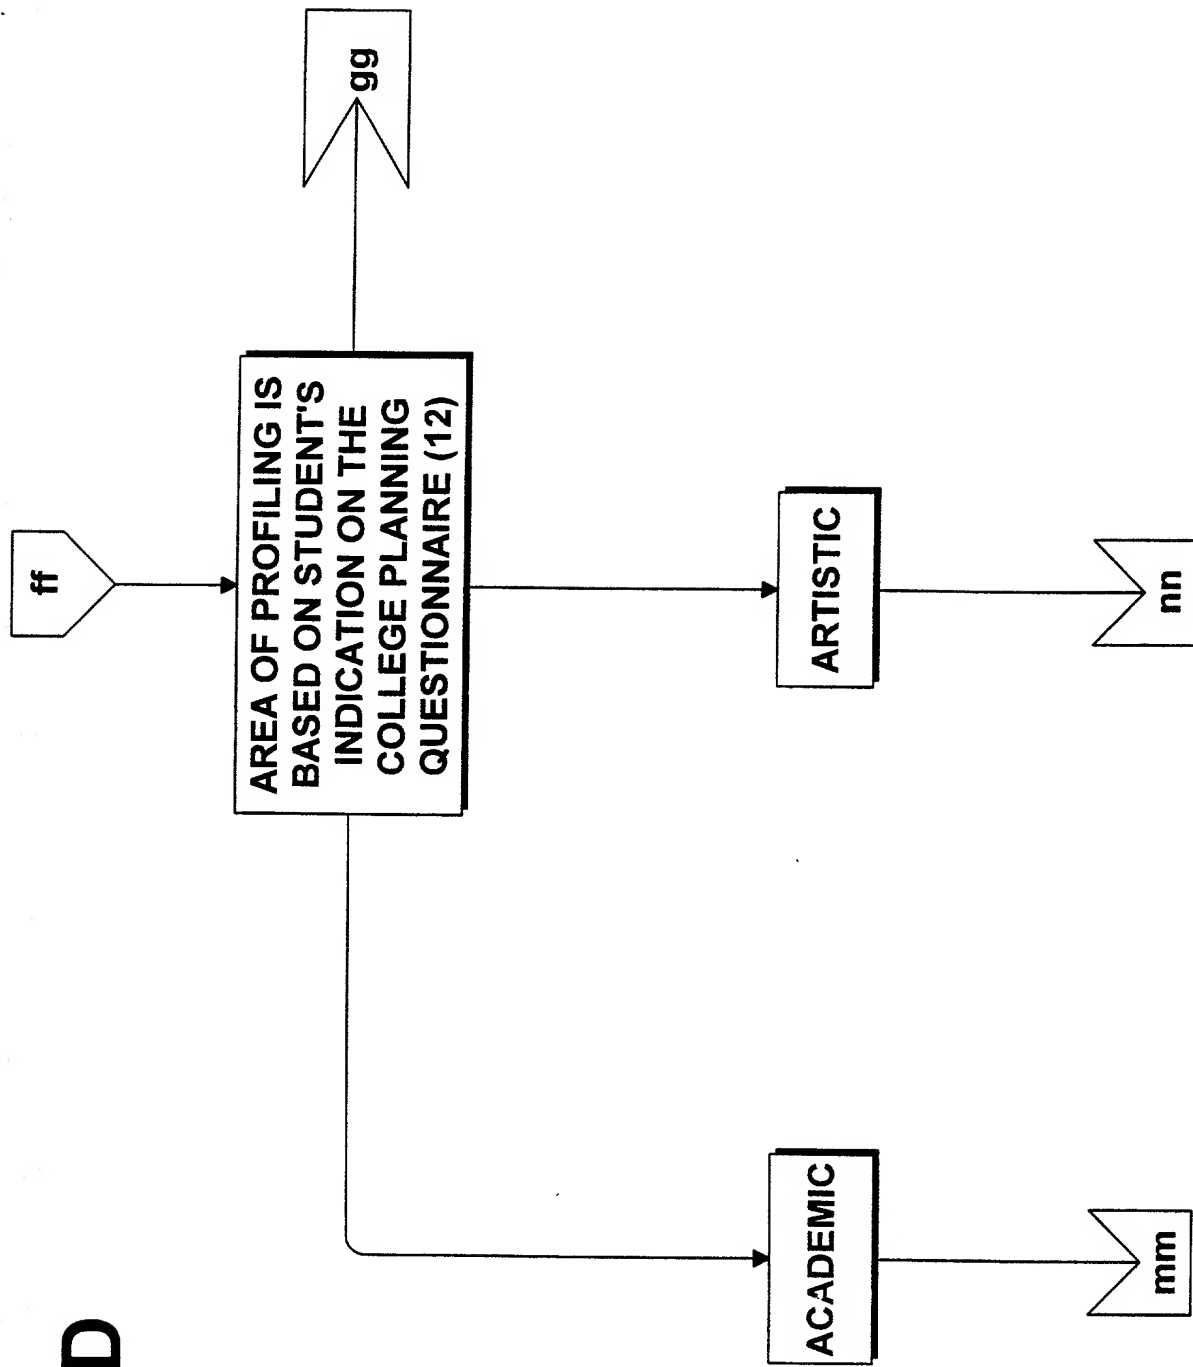 D
ff
AREA OF PROFILING IS
BASED ON STUDENT'S
INDICATION ON THE
COLLEGE PLANNING
QUESTIONNAIRE (12)
gg
ACADEMIC
ARTISTIC
mm
nn